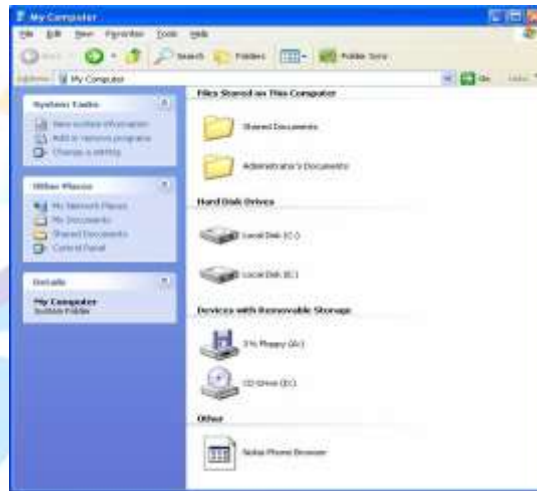 My Computer
File Edit View Favorites Tools Help
Search Folders Folder Sync
My Computer Go
System Tasks
View system information
Add or remove programs
Change a setting
Other Places
My Network Places
My Documents
Shared Documents
Control Panel
Details
My Computer
System Folder
Files Stored on This Computer
Shared Documents
Administrator's Documents
Hard Disk Drives
Local Disk (C:)
Local Disk (E:)
Devices with Removable Storage
3½ Floppy (A:)
CD Drive (D:)
Other
Nokia Phone Browser